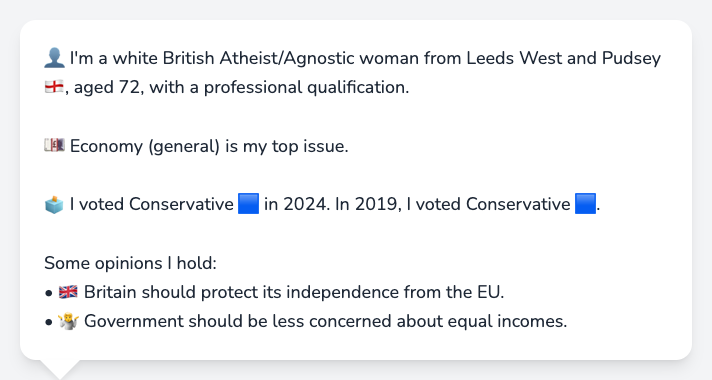 👤 I'm a white British Atheist/Agnostic woman from Leeds West and Pudsey
🏴󠁧󠁢󠁥󠁮󠁧󠁿, aged 72, with a professional qualification.
💷 Economy (general) is my top issue.
🗳️ I voted Conservative 🟦 in 2024. In 2019, I voted Conservative 🟦.
Some opinions I hold:
• 🇬🇧 Britain should protect its independence from the EU.
• 🤷‍♀️ Government should be less concerned about equal incomes.